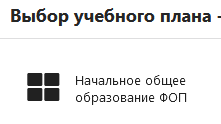 Выбор учебного плана -
Начальное общее
образование ФОП